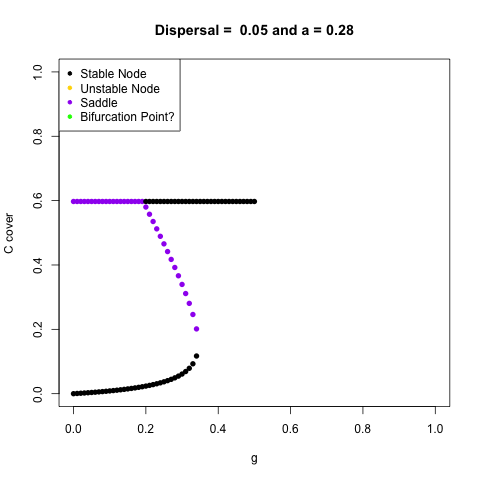 Dispersal =  0.05 and a = 0.28
Stable Node
Unstable Node
Saddle
Bifurcation Point?
C cover
1.0
0.8
0.6
0.4
0.2
0.0
0.0 0.2 0.4 0.6 0.8 1.0
g